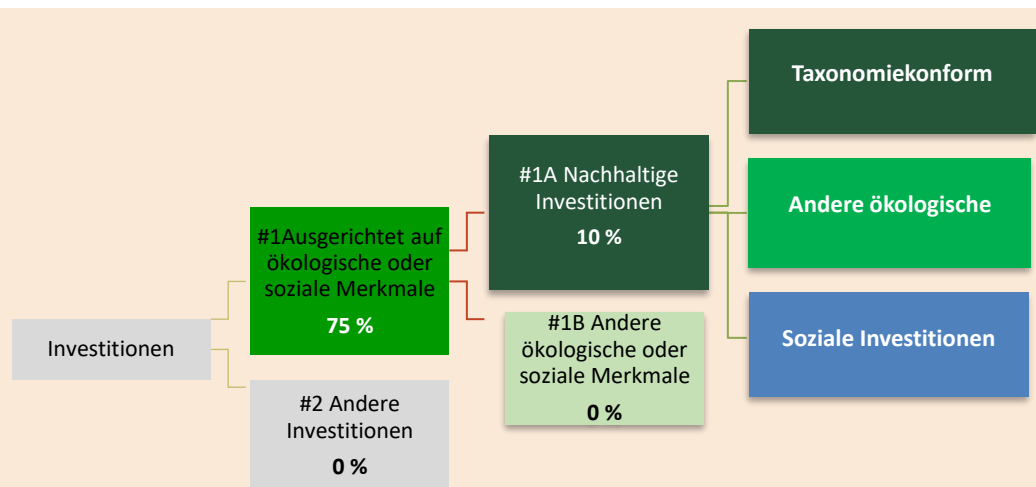 Investitionen
#1Ausgerichtet auf
ökologische oder
soziale Merkmale
75 %
#2 Andere
Investitionen
0 %
#1A Nachhaltige
Investitionen
10 %
#1B Andere
ökologische oder
soziale Merkmale
0 %
Taxonomiekonform
Andere ökologische
Soziale Investitionen